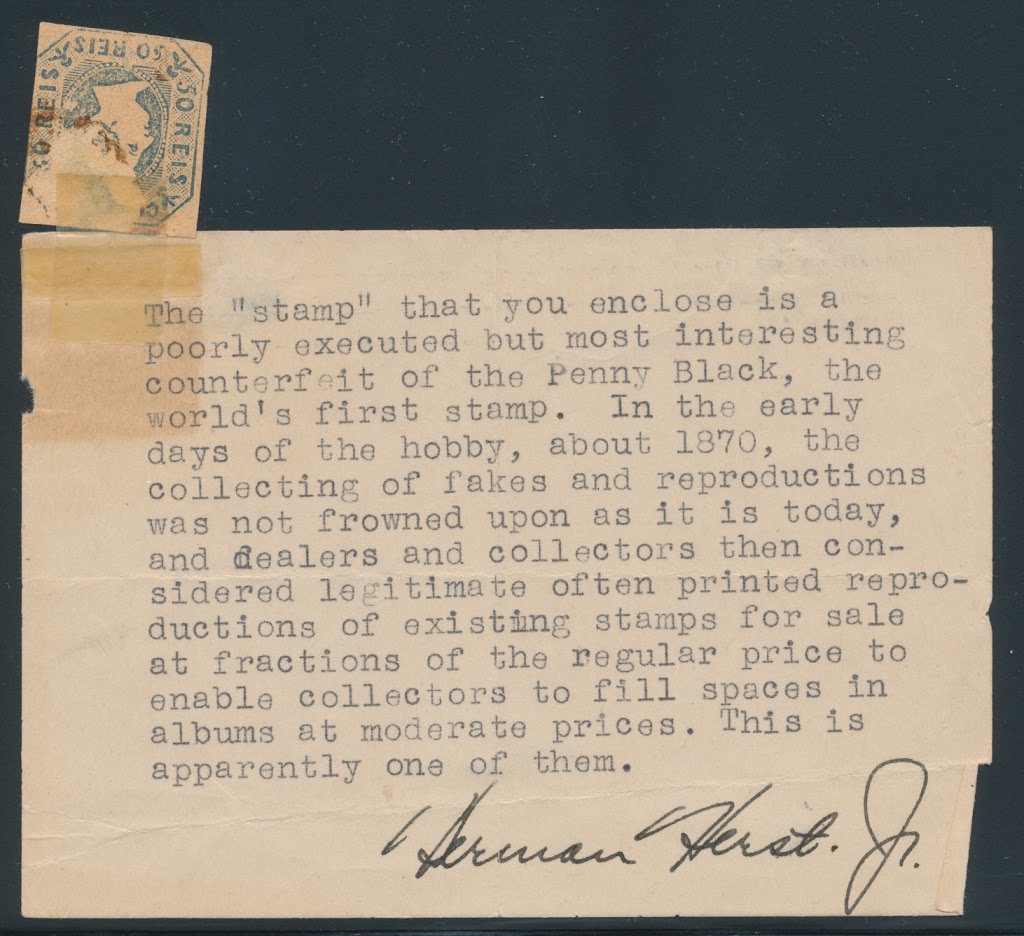 50 REIS
50 REIS
50 REIS
The "stamp" that you enclose is a
poorly executed but most interesting
counterfeit of the Penny Black, the
world's first stamp. In the early
days of the hobby, about 1870, the
collecting of fakes and reproductions
was not frowned upon as it is today,
and dealers and collectors then con-
sidered legitimate often printed repro-
ductions of existing stamps for sale
at fractions of the regular price to
enable collectors to fill spaces in
albums at moderate prices. This is
apparently one of them.
Herman Herst. Jr.